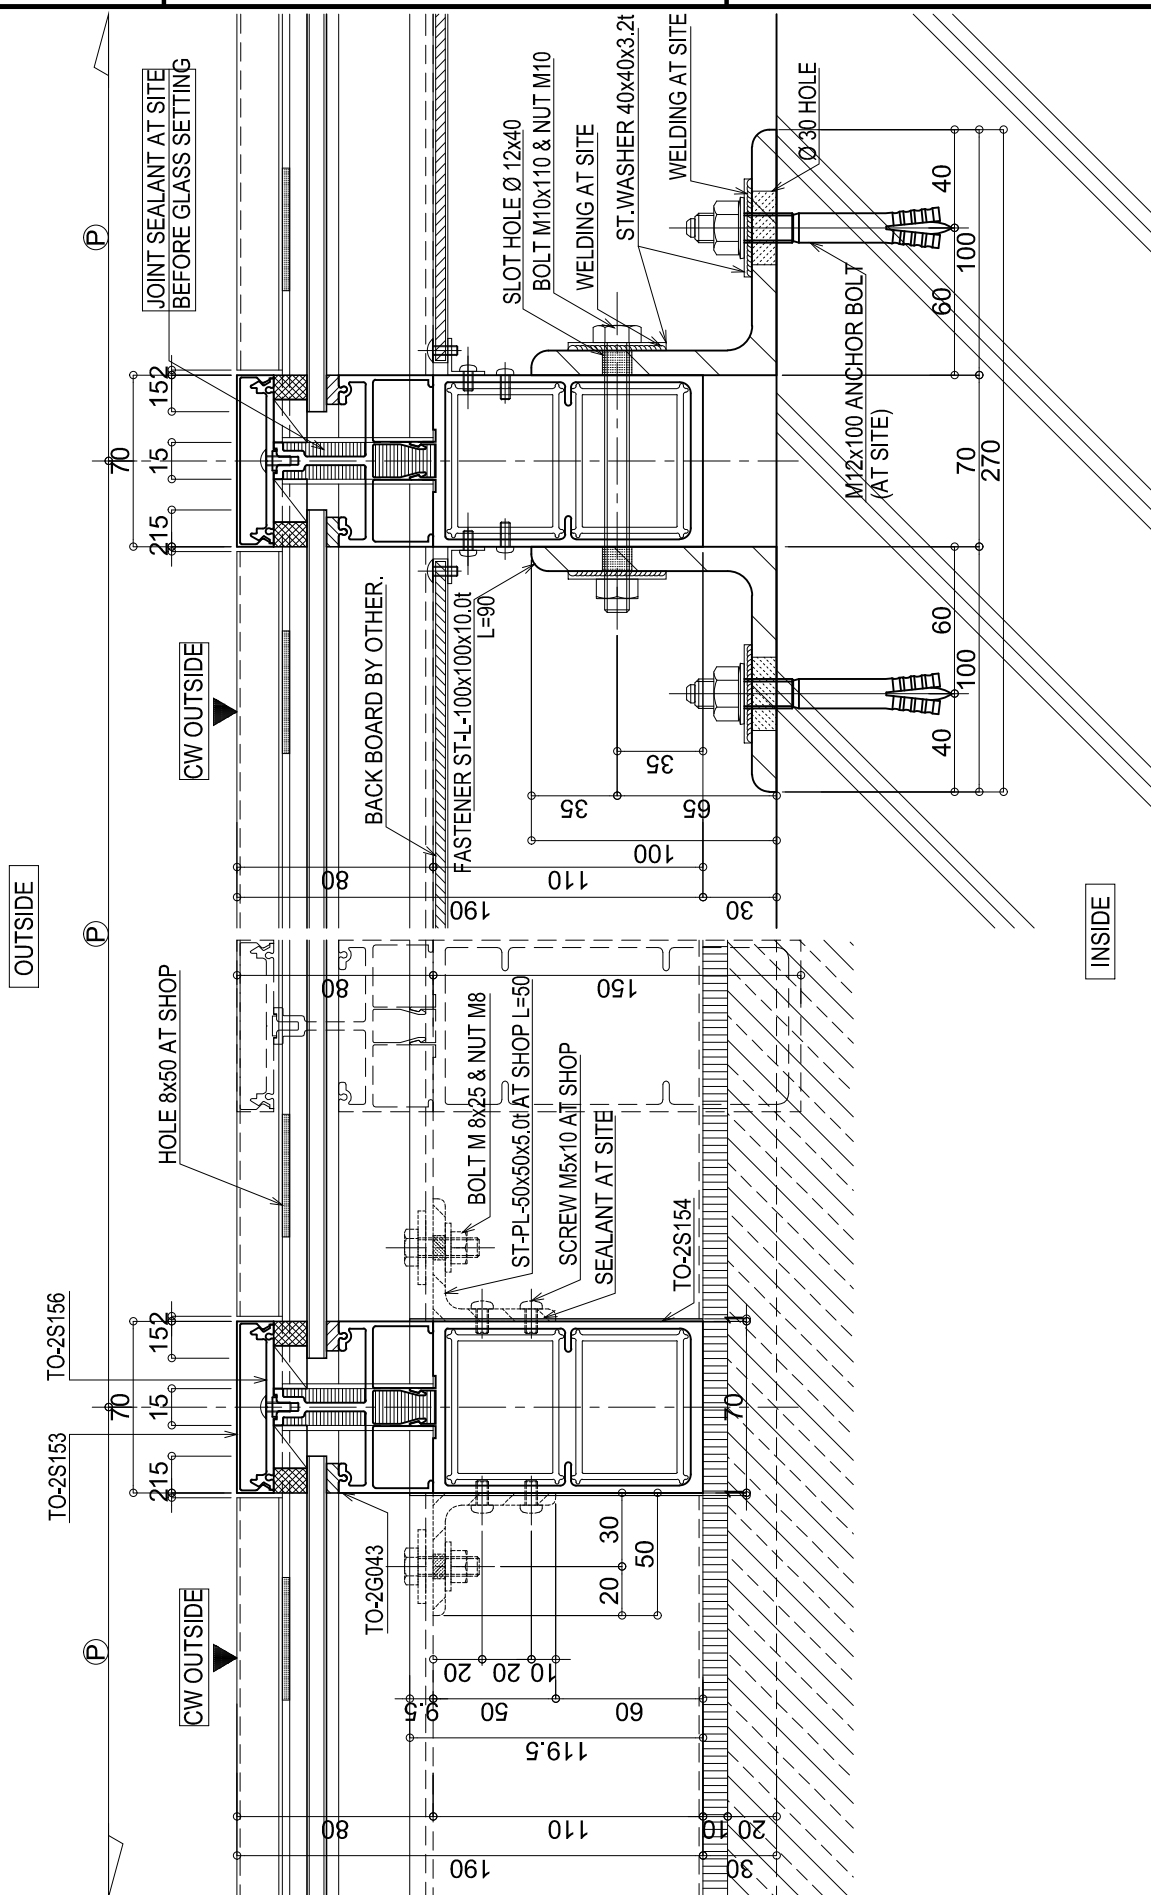 OUTSIDE
INSIDE
P
P
P
CW OUTSIDE
CW OUTSIDE
JOINT SEALANT AT SITE
BEFORE GLASS SETTING
SLOT HOLE Ø 12x40
BOLT M10x110 & NUT M10
WELDING AT SITE
ST.WASHER 40x40x3.2t
WELDING AT SITE
Ø 30 HOLE
M12x100 ANCHOR BOLT
(AT SITE)
BACK BOARD BY OTHER.
FASTENER ST-L-100x100x10.0t
L=90
HOLE 8x50 AT SHOP
BOLT M 8x25 & NUT M8
ST-PL-50x50x5.0t AT SHOP L=50
SCREW M5x10 AT SHOP
SEALANT AT SITE
TO-2S154
TO-2S156
TO-2S153
TO-2G043
215
15
152
70
215
15
152
70
40
100
60
70
270
60
100
40
35
35
65
100
80
110
190
30
80
150
70
30
20
50
20
20
10
9.5
50
60
119.5
80
110
10
20
190
30